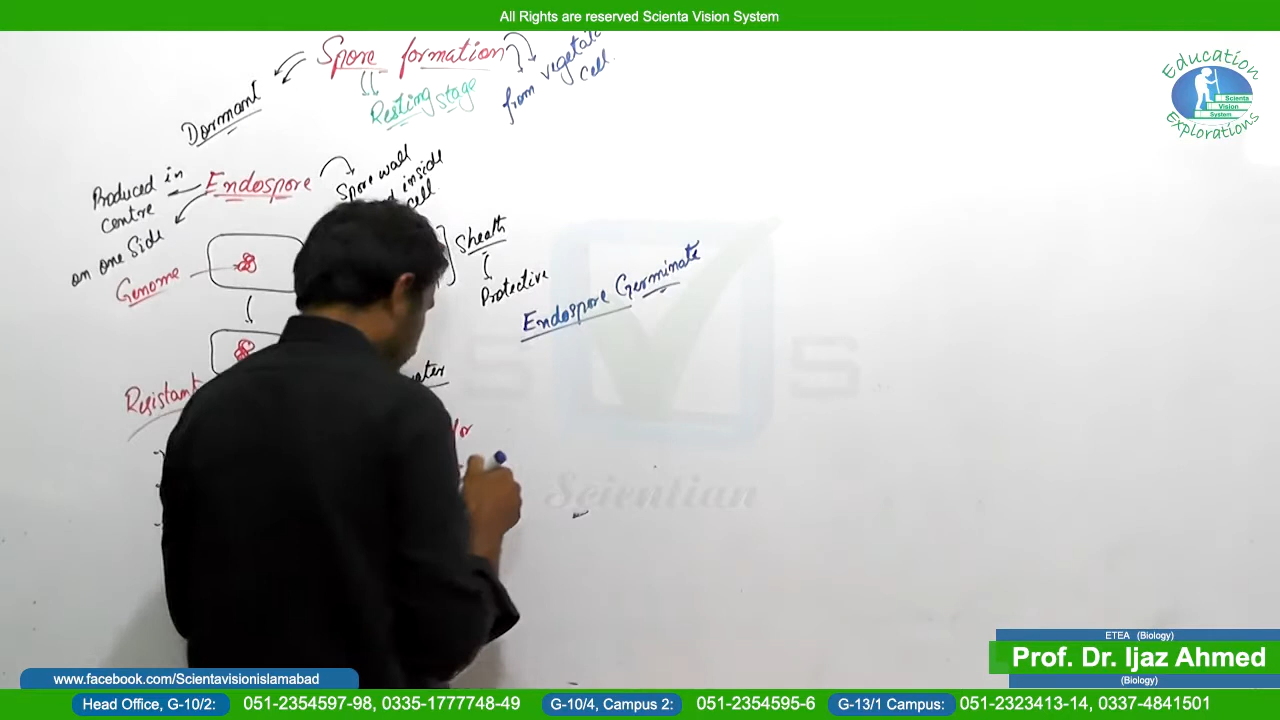 All Rights are reserved Scienta Vision System
Spore formation
from vegetati
cell.
Resting stage
Dormant
Education
Scienta
Vision
System
Explorations
Endospore
Produced in
centre
on one side
Spore wall
inside
cell
Genome
Sheath
Protective
Endospore Germinate
Resistant
water
S S
Scientian
ETEA (Biology)
Prof. Dr. Ijaz Ahmed
(Biology)
www.facebook.com/Scientavisionislamabad
Head Office, G-10/2: 051-2354597-98, 0335-1777748-49 G-10/4, Campus 2: 051-2354595-6 G-13/1 Campus: 051-2323413-14, 0337-4841501